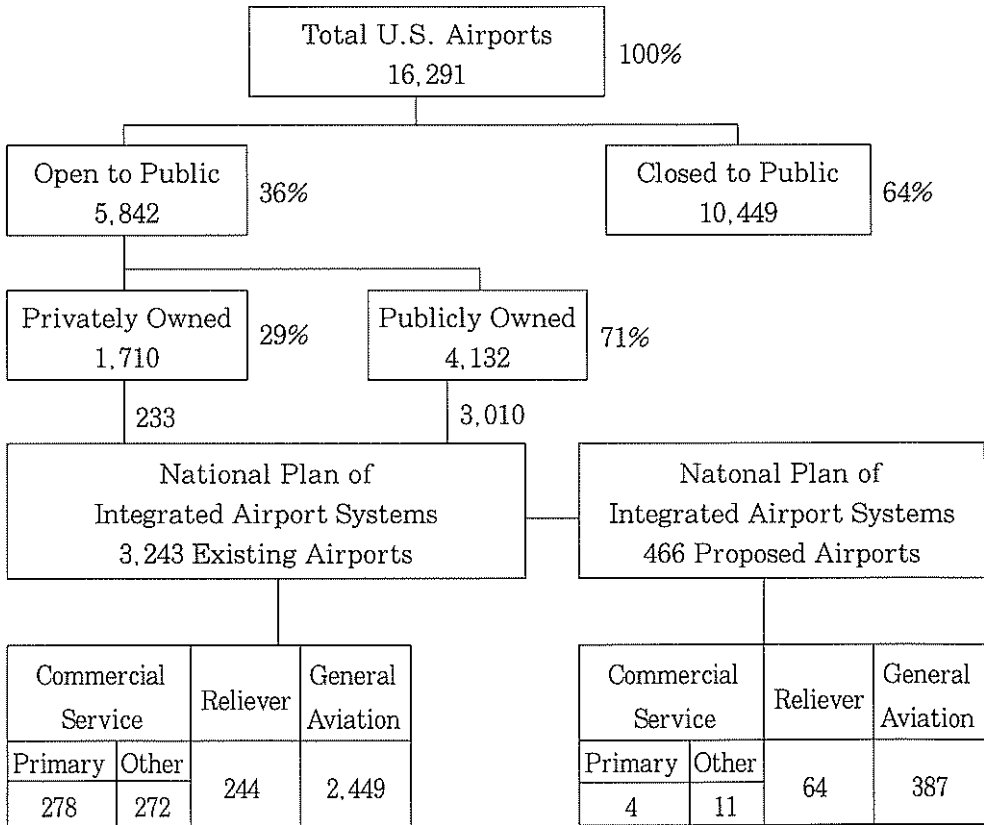 Total U.S. Airports
16,291
100%
Open to Public
5,842
36%
Closed to Public
10,449
64%
Privately Owned
1,710
29%
Publicly Owned
4,132
71%
233
3,010
National Plan of
Integrated Airport Systems
3,243 Existing Airports
Natonal Plan of
Integrated Airport Systems
466 Proposed Airports
Commercial
Service
Reliever
General
Aviation
Primary
Other
278
272
244
2,449
Commercial
Service
Reliever
General
Aviation
Primary
Other
4
11
64
387